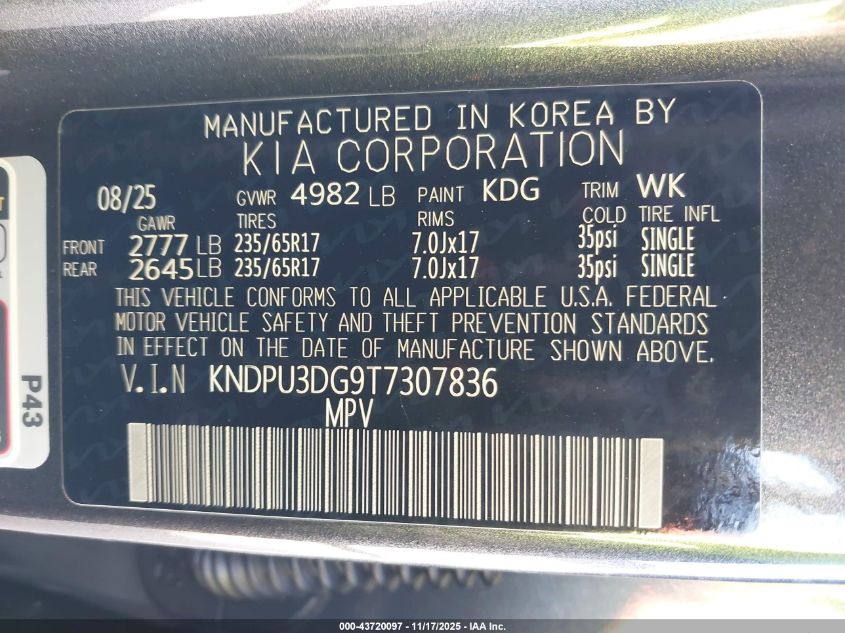 MANUFACTURED IN KOREA BY
KIA CORPORATION
08/25 GVWR 4982 LB PAINT KDG TRIM WK
GAWR TIRES RIMS COLD TIRE INFL
FRONT 2777 LB 235/65R17 7.0Jx17 35psi SINGLE
REAR 2645 LB 235/65R17 7.0Jx17 35psi SINGLE
THIS VEHICLE CONFORMS TO ALL APPLICABLE U.S.A. FEDERAL
MOTOR VEHICLE SAFETY AND THEFT PREVENTION STANDARDS
IN EFFECT ON THE DATE OF MANUFACTURE SHOWN ABOVE.
V.I.N KNDPU3DG9T7307836
MPV
P43
000-43720097 - 11/17/2025 - IAA Inc.